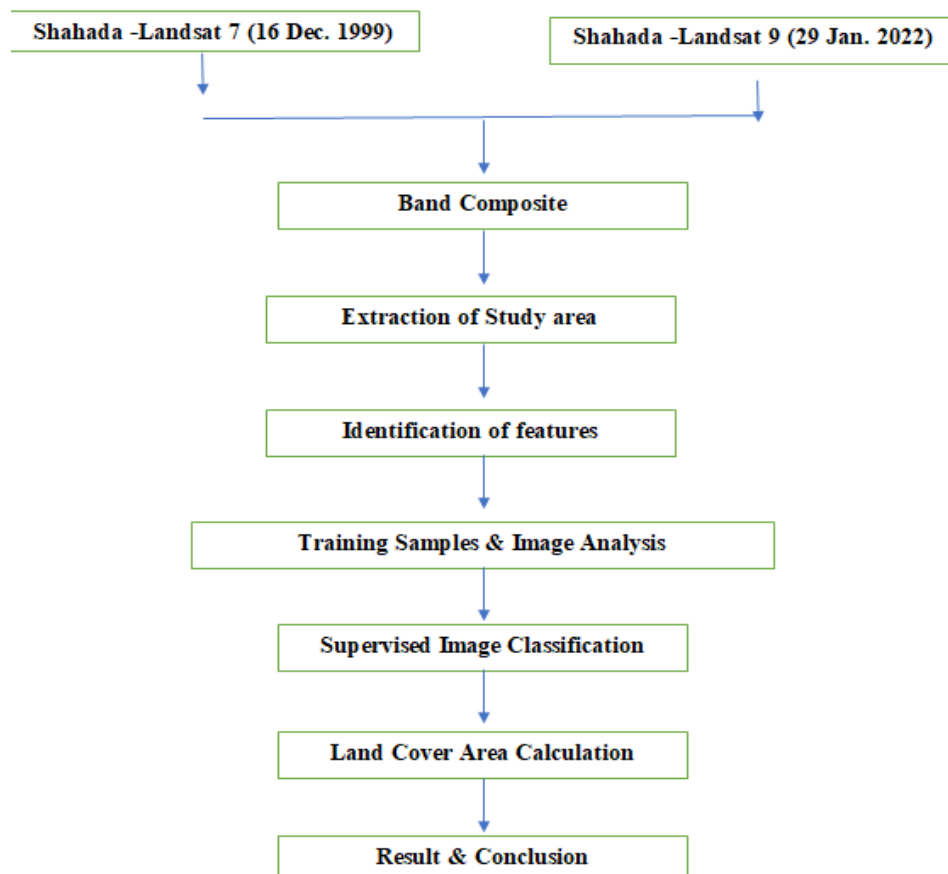 Shahada -Landsat 7 (16 Dec. 1999)
Shahada -Landsat 9 (29 Jan. 2022)
Band Composite
Extraction of Study area
Identification of features
Training Samples & Image Analysis
Supervised Image Classification
Land Cover Area Calculation
Result & Conclusion